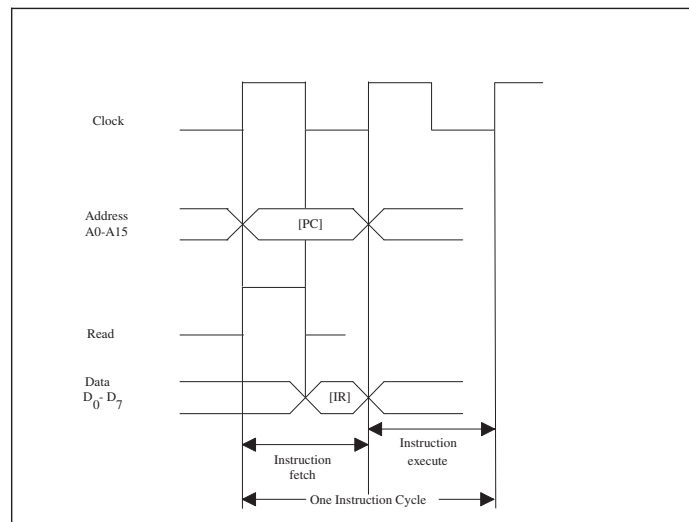 Clock
Address
A0-A15
[PC]
Read
Data
D0- D7
[IR]
Instruction
fetch
Instruction
execute
One Instruction Cycle